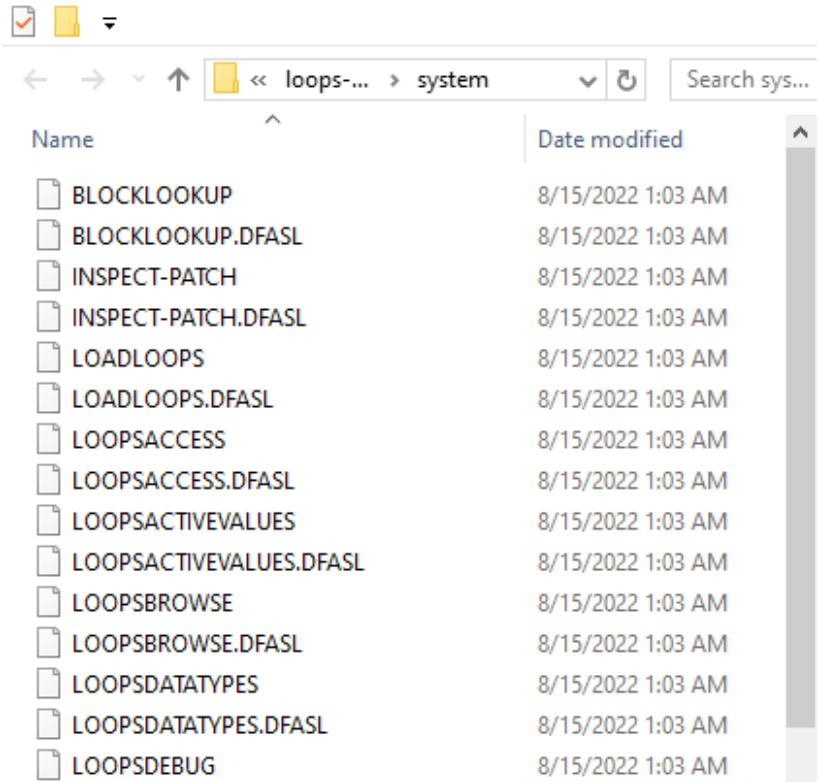 « loops-... > system Search sys...
Name Date modified
BLOCKLOOKUP 8/15/2022 1:03 AM
BLOCKLOOKUP.DFASL 8/15/2022 1:03 AM
INSPECT-PATCH 8/15/2022 1:03 AM
INSPECT-PATCH.DFASL 8/15/2022 1:03 AM
LOADLOOPS 8/15/2022 1:03 AM
LOADLOOPS.DFASL 8/15/2022 1:03 AM
LOOPSACCESS 8/15/2022 1:03 AM
LOOPSACCESS.DFASL 8/15/2022 1:03 AM
LOOPSACTIVEVALUES 8/15/2022 1:03 AM
LOOPSACTIVEVALUES.DFASL 8/15/2022 1:03 AM
LOOPSBROWSE 8/15/2022 1:03 AM
LOOPSBROWSE.DFASL 8/15/2022 1:03 AM
LOOPSDATATYPES 8/15/2022 1:03 AM
LOOPSDATATYPES.DFASL 8/15/2022 1:03 AM
LOOPSDEBUG 8/15/2022 1:03 AM